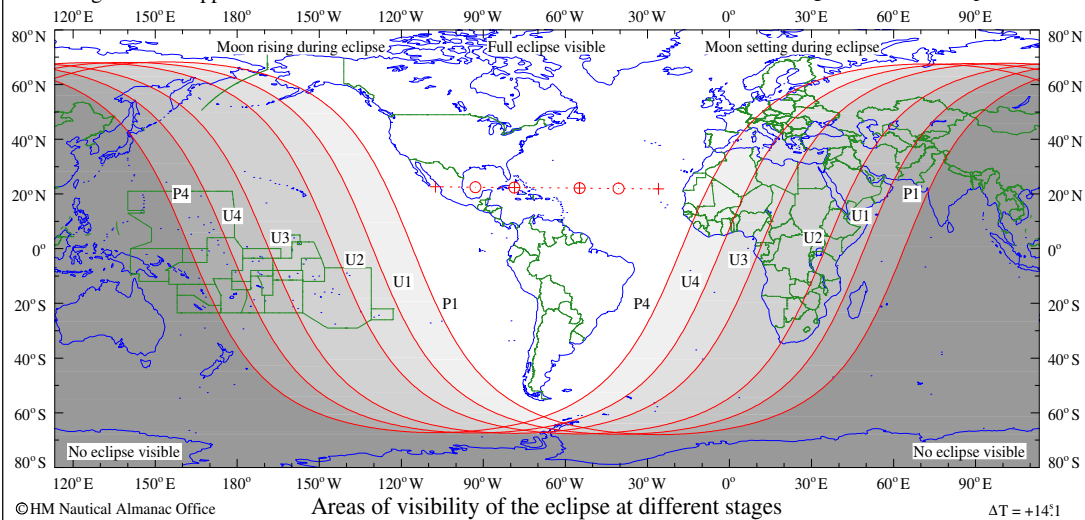 120° E 150° E 180° 150° W 120° W 90° W 60° W 30° W 0° 30° E 60° E 90° E
80° N Moon rising during eclipse Full eclipse visible Moon setting during eclipse 80° N
60° N 60° N
40° N 40° N
20° N P4 P1 20° N
U4 U1
U3 U2
0° 0°
U2 U3
U1 U4
20° S P1 P4 20° S
40° S 40° S
60° S 60° S
No eclipse visible No eclipse visible
80° S 80° S
120° E 150° E 180° 150° W 120° W 90° W 60° W 30° W 0° 30° E 60° E 90° E
©HM Nautical Almanac Office Areas of visibility of the eclipse at different stages ΔT = +14ˢ.1